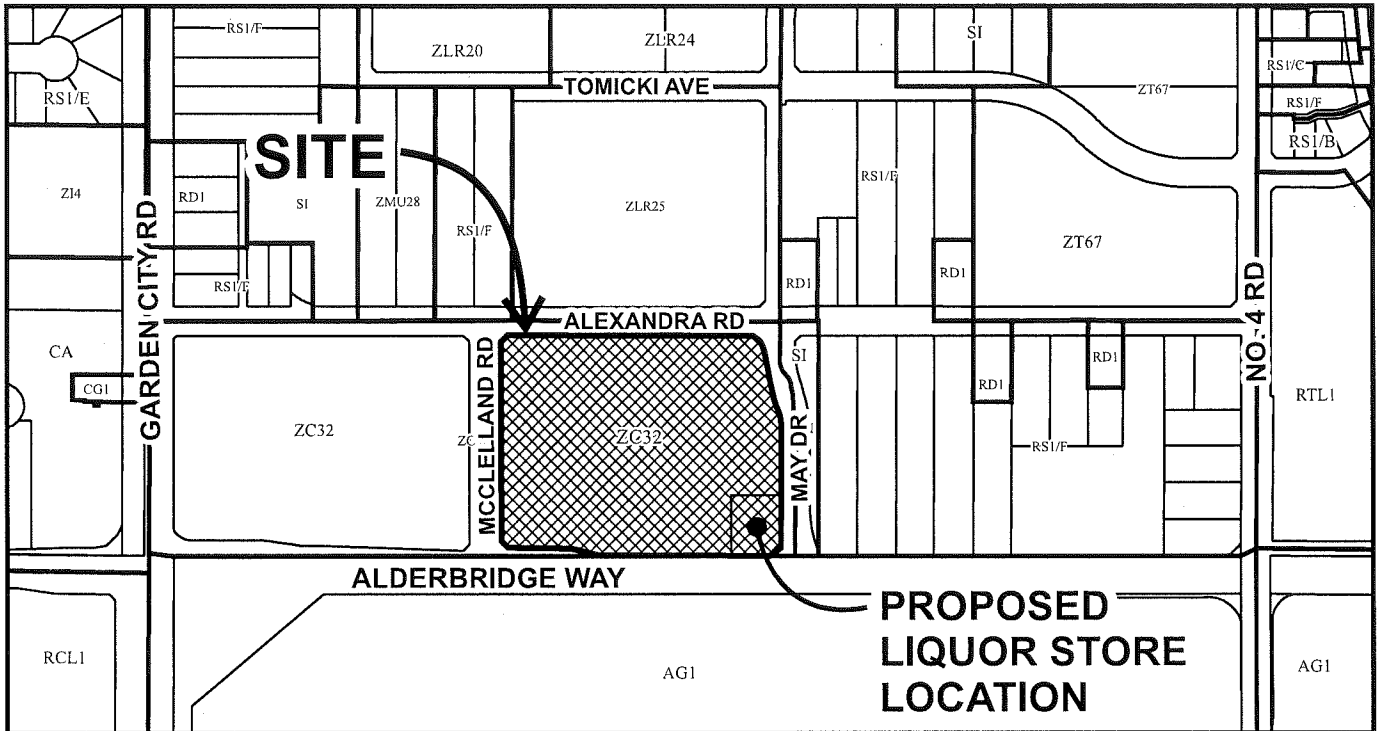 RS1/F
ZLR20
ZLR24
SI
RS1/E
TOMICKI AVE
ZT67
RS1/C
RS1/F
RS1/B
SITE
ZI4
GARDEN CITY RD
RD1
SI
ZMU28
RS1/F
ZLR25
RS1/F
ZT67
RD1
RD1
RS1/F
NO. 4 RD
ALEXANDRA RD
CA
CG1
MCCLELLAND RD
SI
MAY DR
RD1
RD1
RTL1
ZC32
ZC32
RS1/F
ALDERBRIDGE WAY
PROPOSED
LIQUOR STORE
LOCATION
RCL1
AG1
AG1